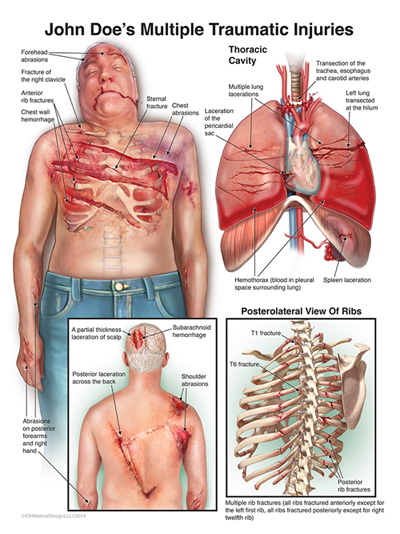 John Doe's Multiple Traumatic Injuries
Forehead
abrasions
Fracture of
the right clavicle
Anterior
rib fractures
Chest wall
hemorrhage
Sternal
fracture
Chest
abrasions
Thoracic
Cavity
Multiple lung
lacerations
Transection of the
trachea, esophagus
and carotid arteries
Laceration
of the
pericardial
sac
Left lung
transected
at the hilum
Hemothorax (blood in pleural
space surrounding lung)
Spleen laceration
Abrasions
on posterior
forearms
and right
hand
A partial thickness
laceration of scalp
Subarachnoid
hemorrhage
Posterior laceration
across the back
Shoulder
abrasions
Posterolateral View Of Ribs
T1 fracture
T6 fracture
Posterior
rib fractures
Multiple rib fractures (all ribs fractured anteriorly except for
the left first rib, all ribs fractured posteriorly except for right
twelfth rib)